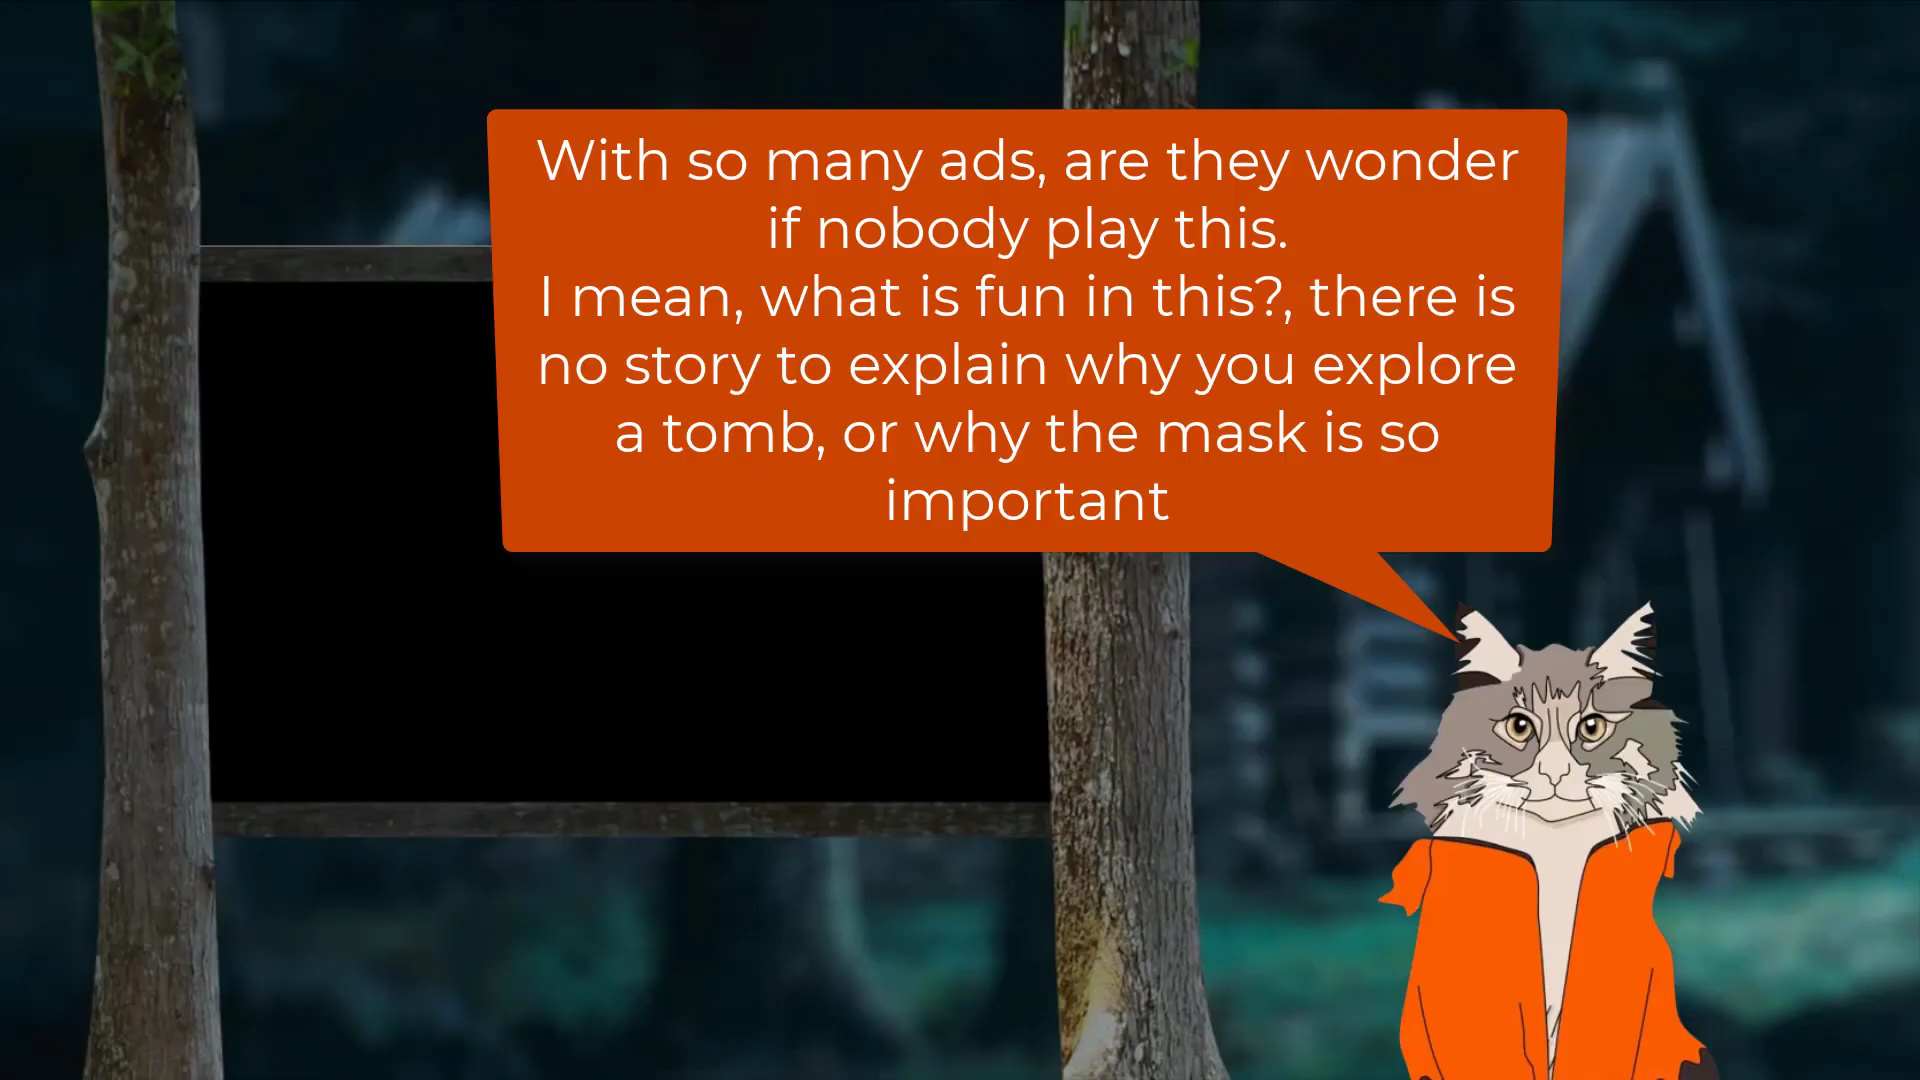 With so many ads, are they wonder
if nobody play this.
I mean, what is fun in this?, there is
no story to explain why you explore
a tomb, or why the mask is so
important